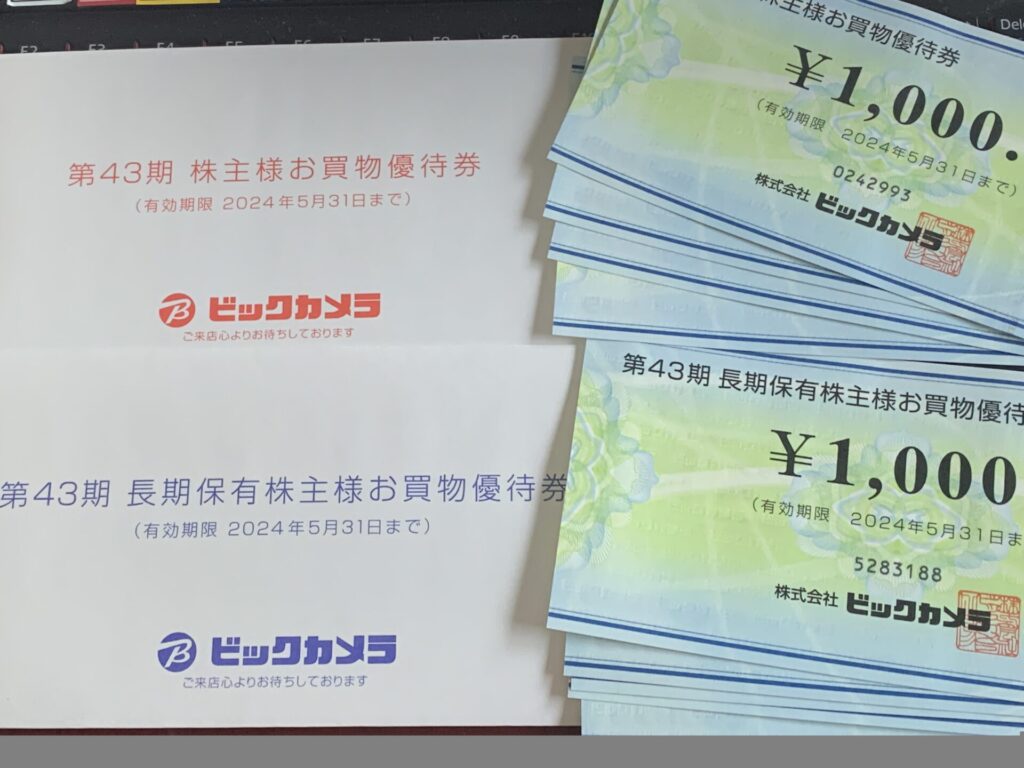 F2 F3 F4 F5 F6 F7 F8 F9
Del
第43期 株主様お買物優待券
(有効期限 2024年5月31日まで)
ビックカメラ
ご来店心よりお待ちしております
第43期 長期保有株主様お買物優待券
(有効期限 2024年5月31日まで)
ビックカメラ
ご来店心よりお待ちしております
株主様お買物優待券
¥1,000.
(有効期限 2024年5月31日まで)
0242993
株式会社 ビックカメラ
第43期 長期保有株主様お買物優待
¥1,000
(有効期限 2024年5月31日ま
5283188
株式会社 ビックカメラ